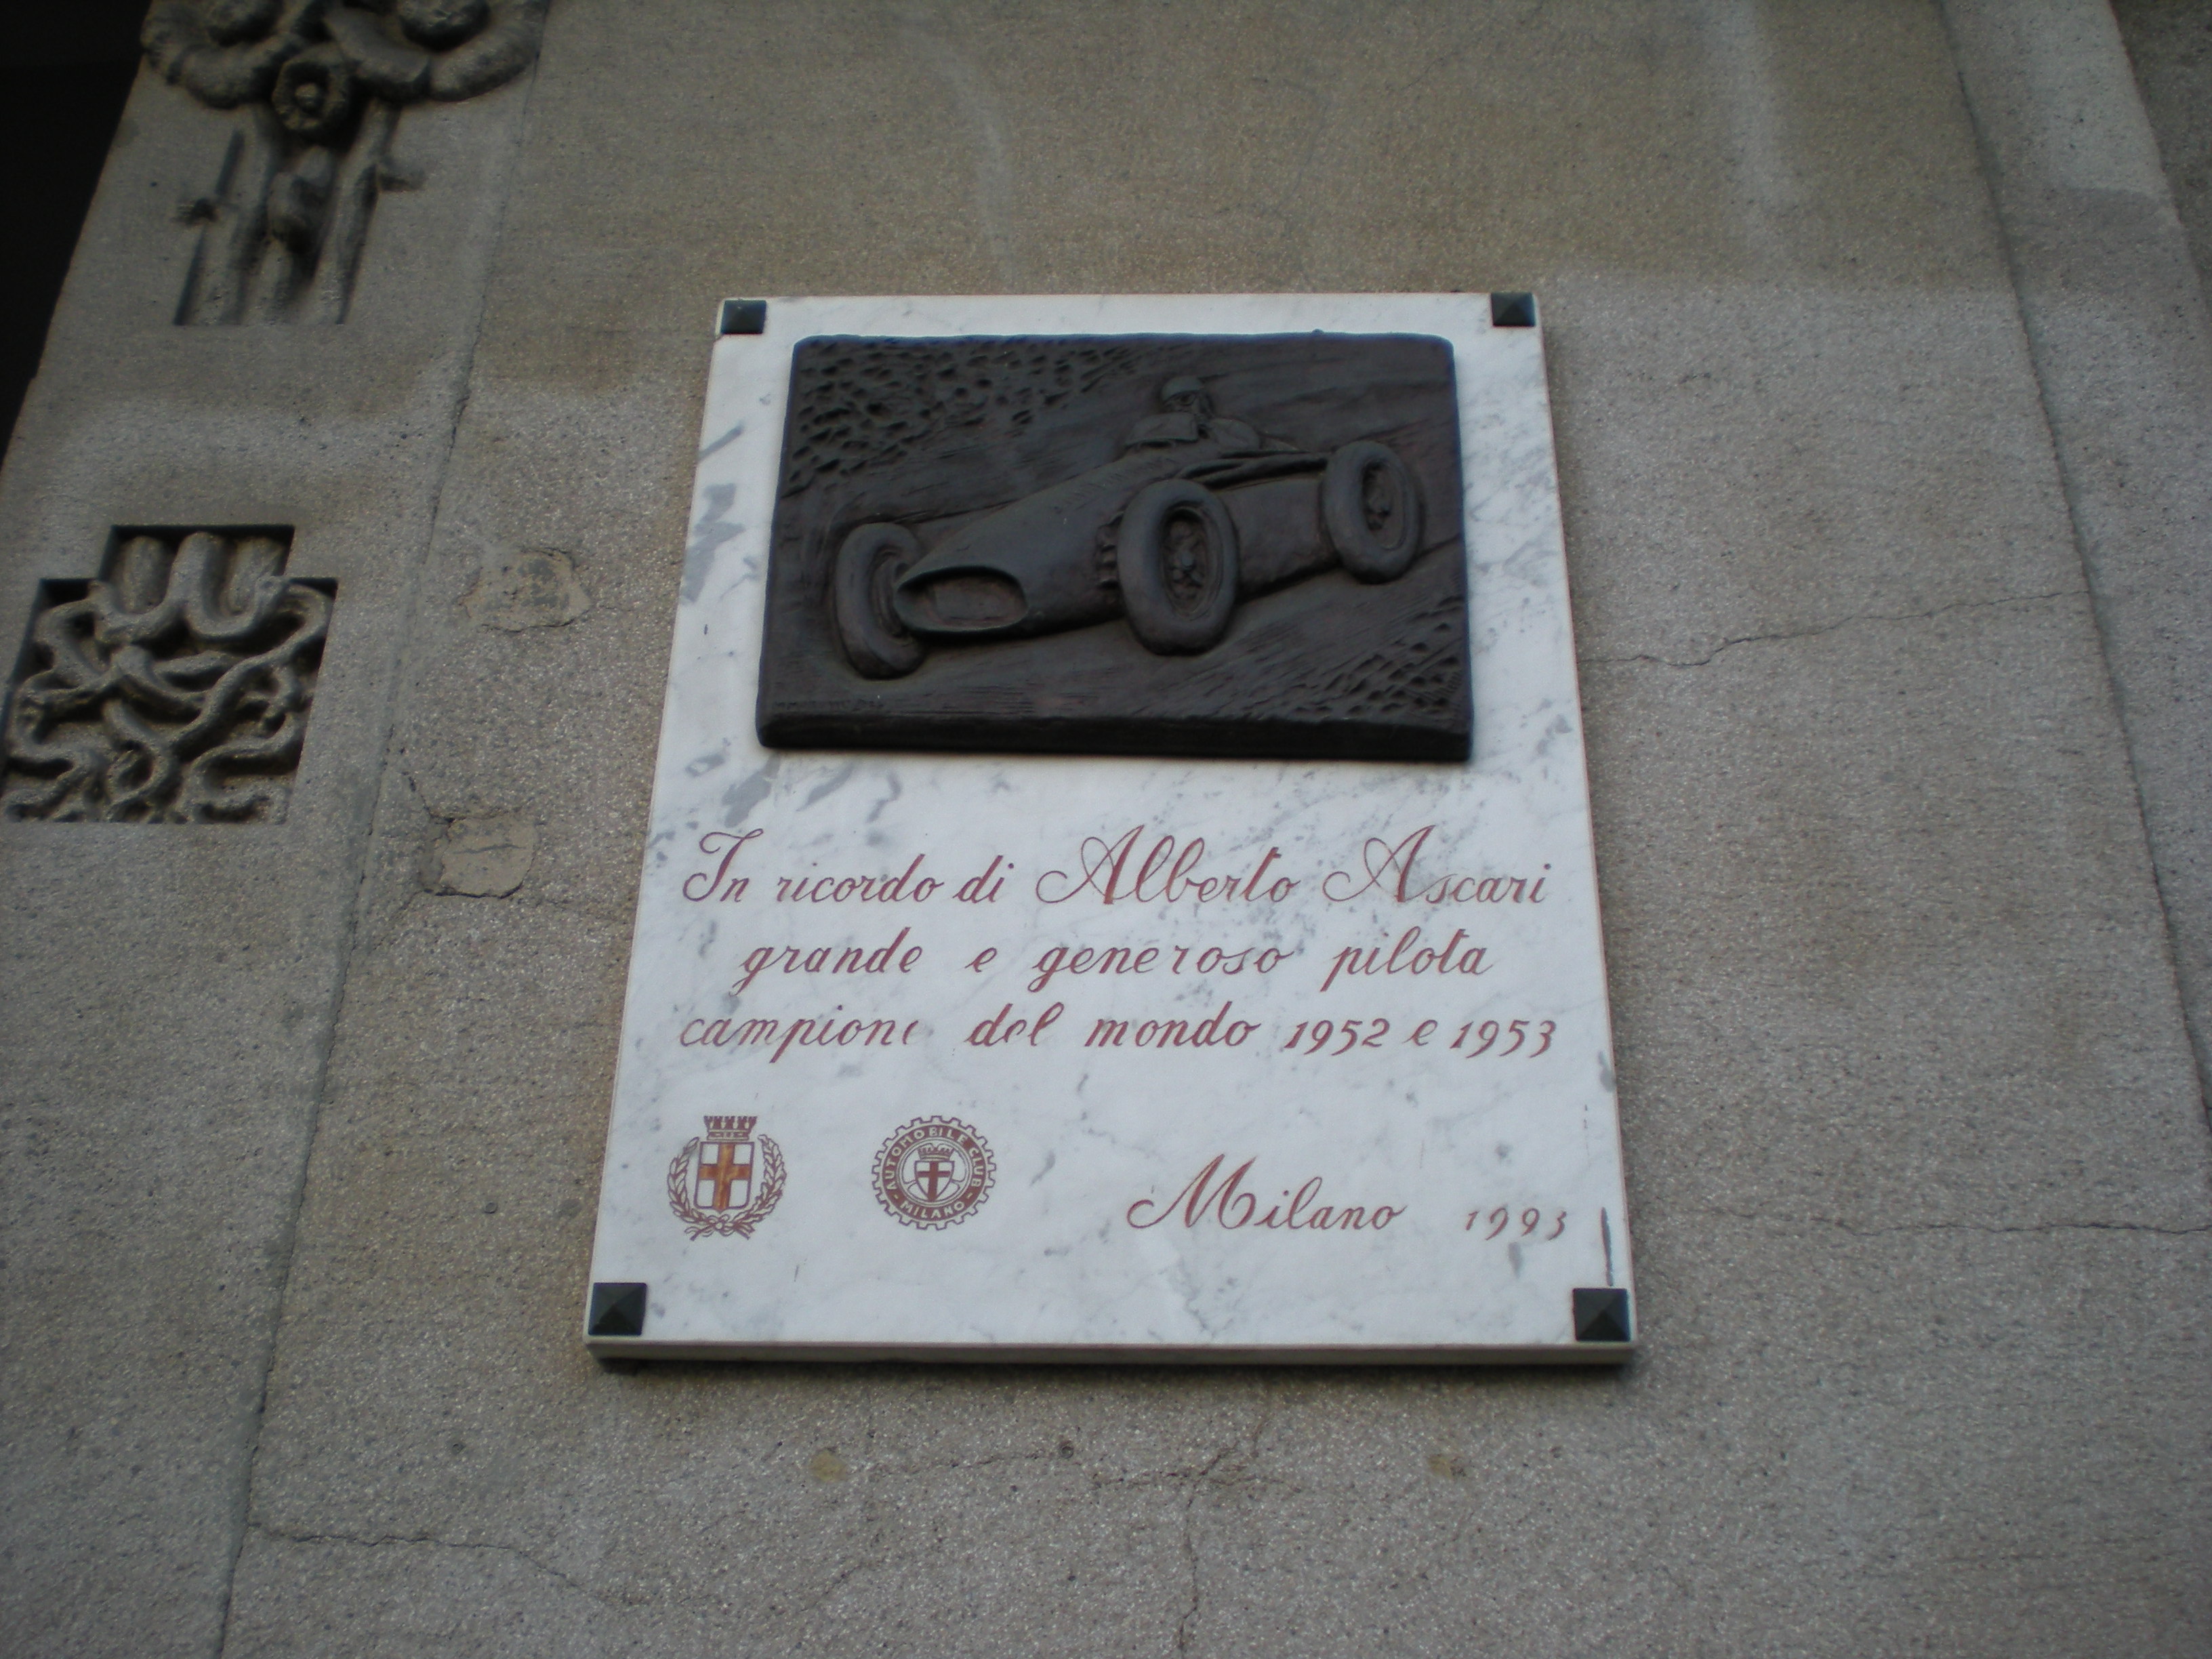 In ricordo di Alberto Ascari
grande e generoso pilota
campione del mondo 1952 e 1953
AUTOMOBILE CLUB
MILANO
Milano 1993